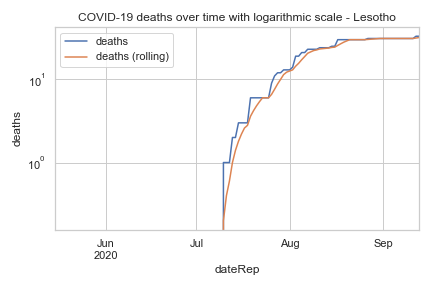 COVID-19 deaths over time with logarithmic scale - Lesotho
deaths
deaths (rolling)
10^1
10^0
deaths
Jun
2020
Jul
Aug
Sep
dateRep